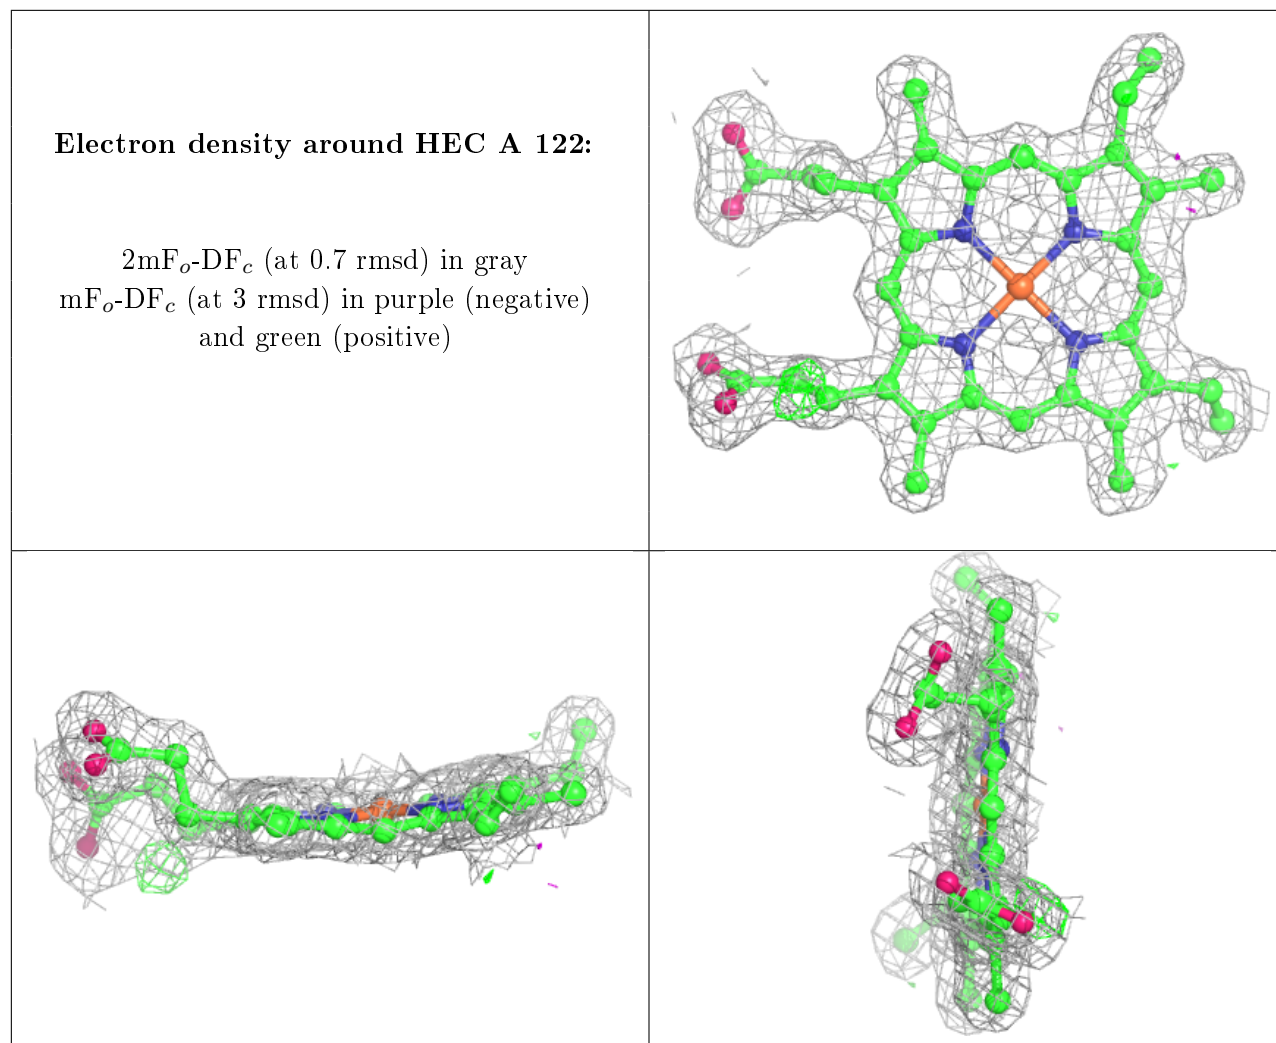 Electron density around HEC A 122:
2mFₒ-DF𝒸 (at 0.7 rmsd) in gray
mFₒ-DF𝒸 (at 3 rmsd) in purple (negative)
and green (positive)